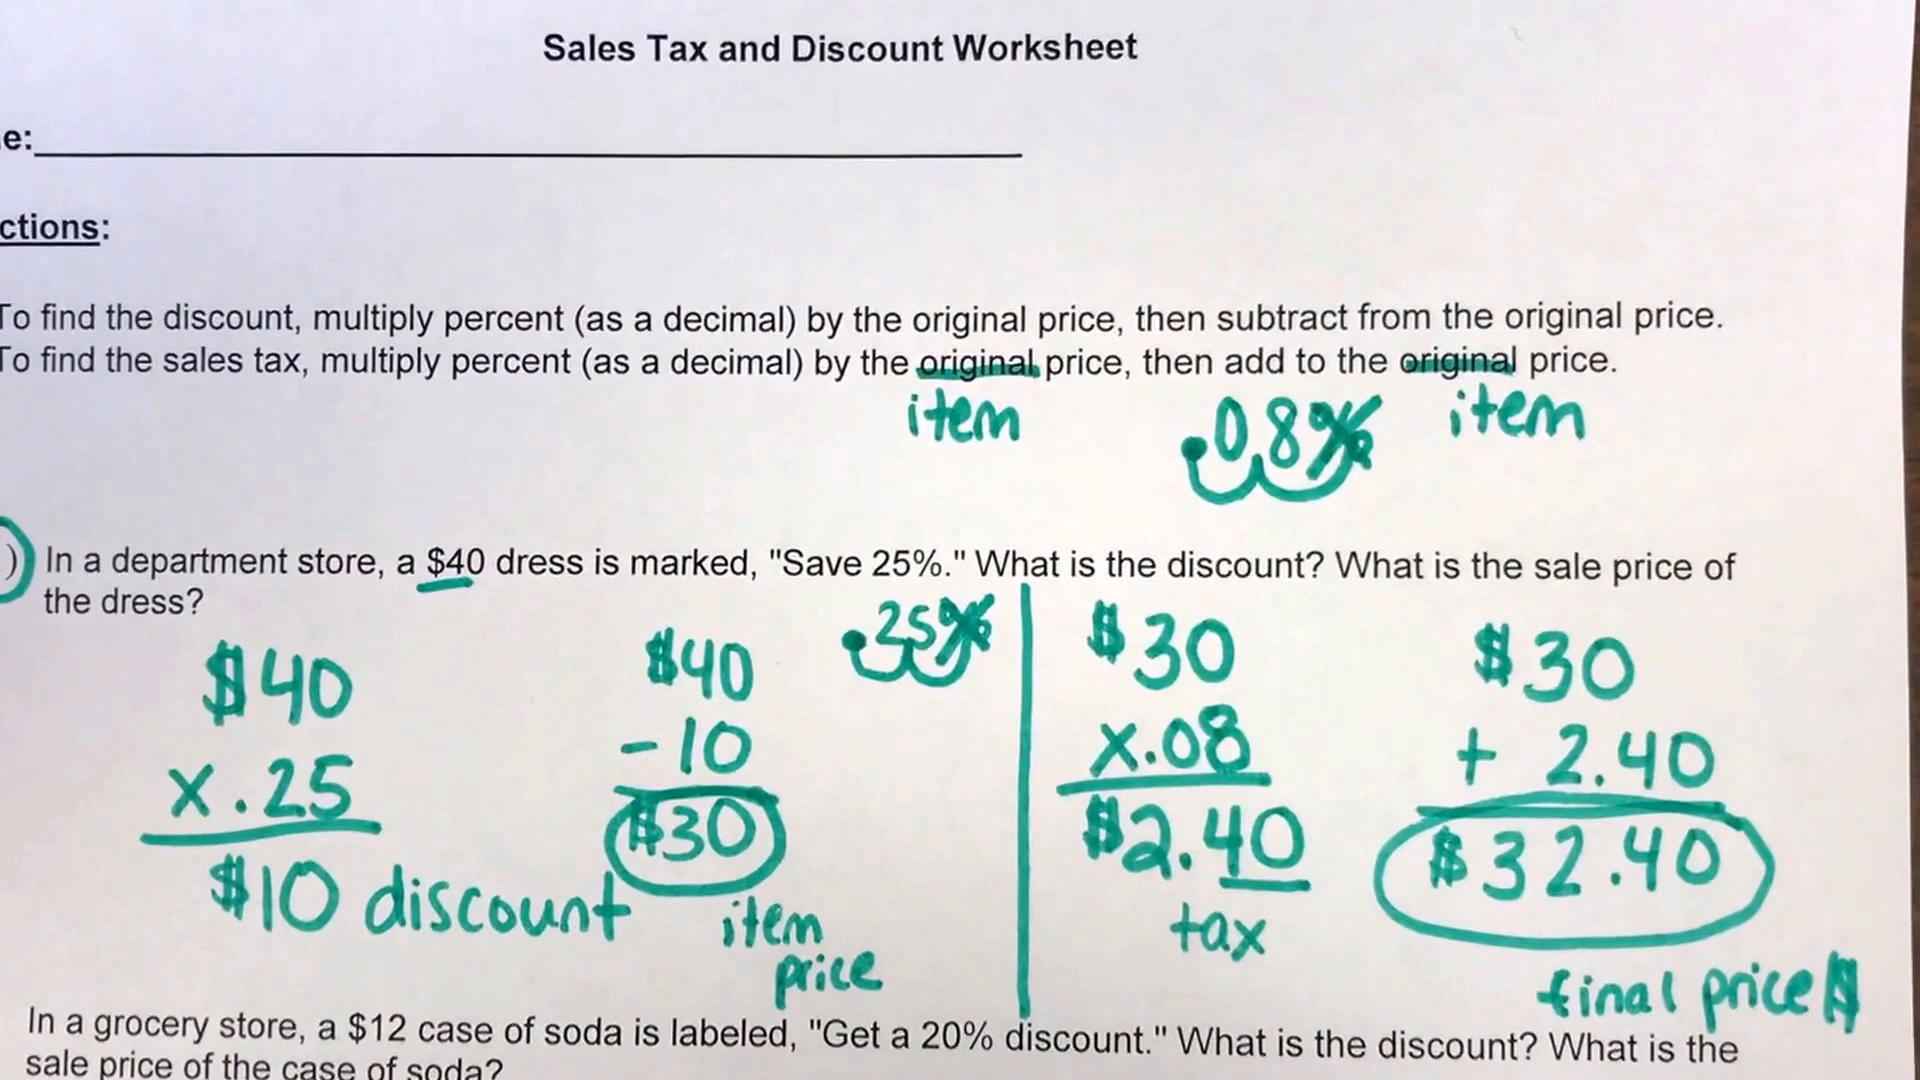 Sales Tax and Discount Worksheet
e:
ctions:
To find the discount, multiply percent (as a decimal) by the original price, then subtract from the original price.
To find the sales tax, multiply percent (as a decimal) by the original price, then add to the original price.
item
08%
item
) In a department store, a $40 dress is marked, "Save 25%." What is the discount? What is the sale price of
the dress?
$40
x .25
$10 discount
$40
- 10
$30
item
price
.25%
$30
x.08
$2.40
tax
$30
+ 2.40
$32.40
final price
In a grocery store, a $12 case of soda is labeled, "Get a 20% discount." What is the discount? What is the
sale price of the case of soda?